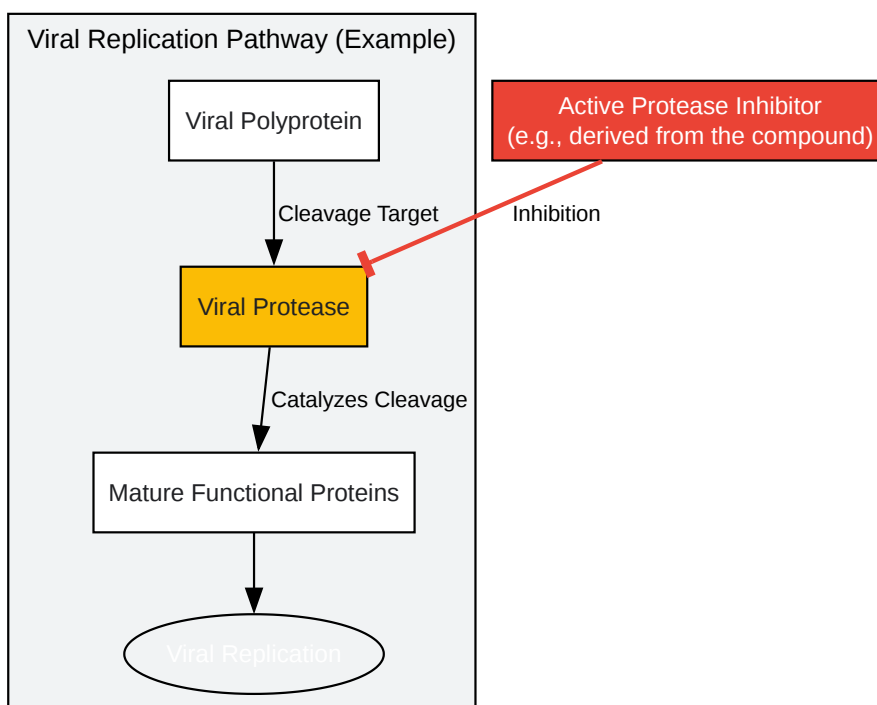 Viral Replication Pathway (Example)
Viral Polyprotein
Active Protease Inhibitor
(e.g., derived from the compound)
Cleavage Target
Inhibition
Viral Protease
Catalyzes Cleavage
Mature Functional Proteins
Viral Replication